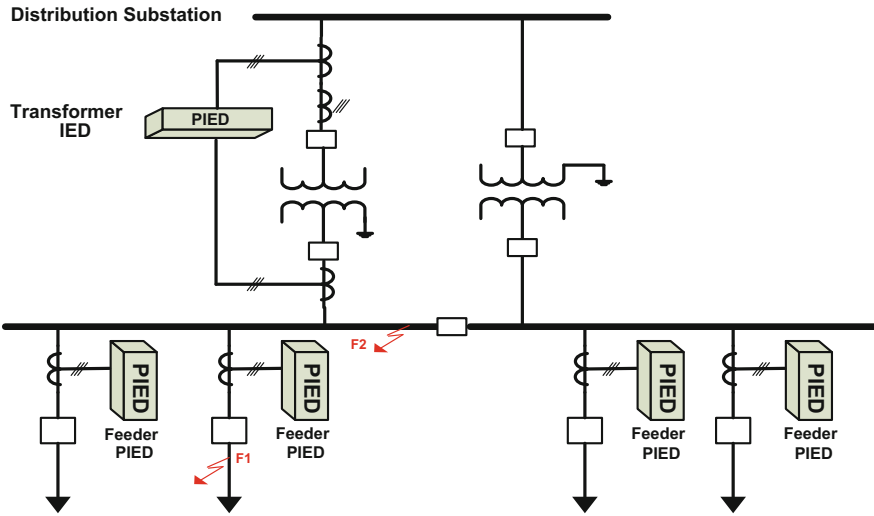 Distribution Substation
Transformer
IED
PIED
F2
PIED
PIED
PIED
PIED
Feeder
PIED
Feeder
PIED
Feeder
PIED
Feeder
PIED
F1